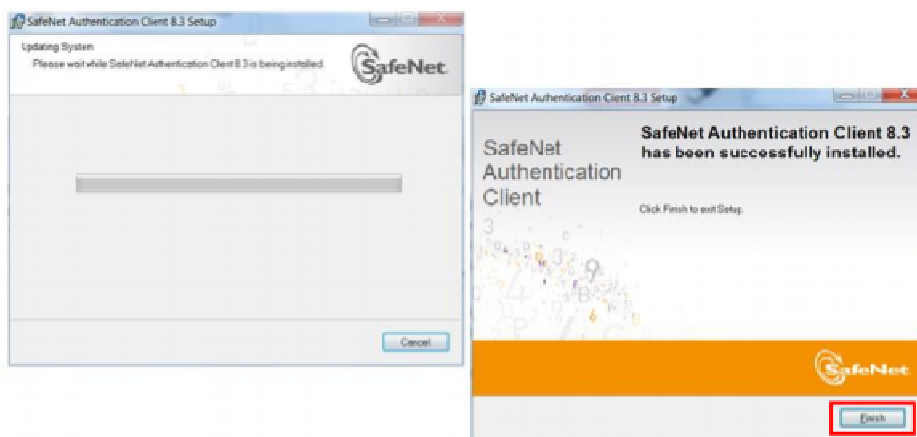 SafeNet Authentication Client 8.3 Setup
Updating System
Please wait while SafeNet Authentication Client 8.3 is being installed.
SafeNet.
Cancel
SafeNet Authentication Client 8.3 Setup
SafeNet Authentication Client 8.3
has been successfully installed.
SafeNet
Authentication
Client
Click Finish to exit Setup.
SafeNet.
Finish